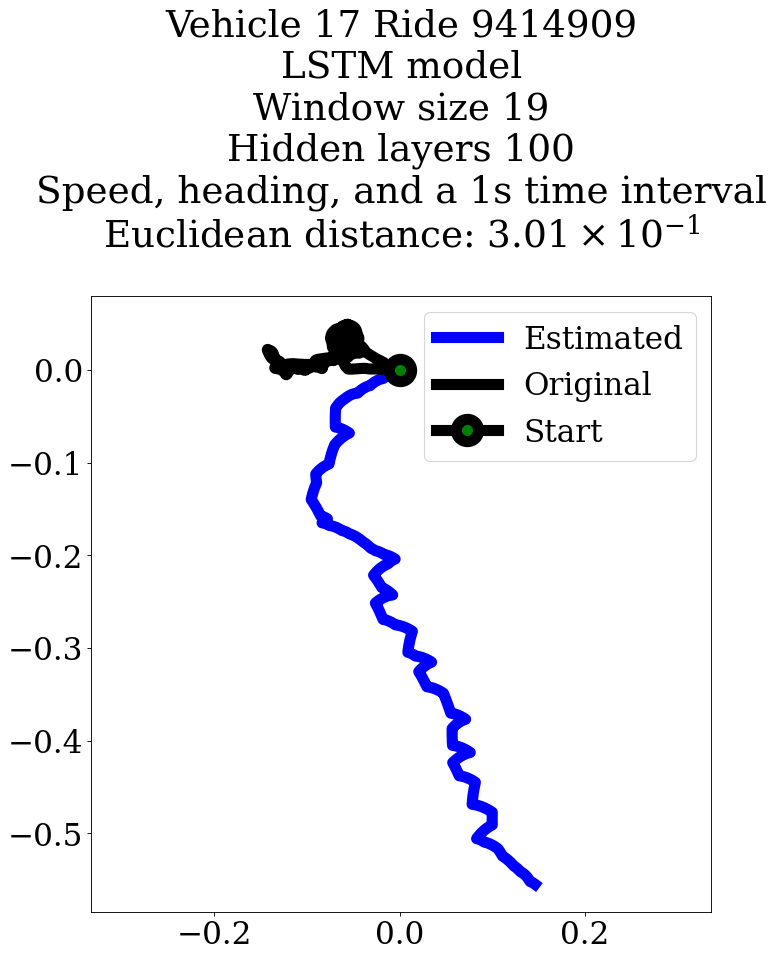 Vehicle 17 Ride 9414909
LSTM model
Window size 19
Hidden layers 100
Speed, heading, and a 1s time interval
Euclidean distance: 3.01 × 10⁻¹
Estimated
Original
Start
0.0
−0.1
−0.2
−0.3
−0.4
−0.5
−0.2 0.0 0.2